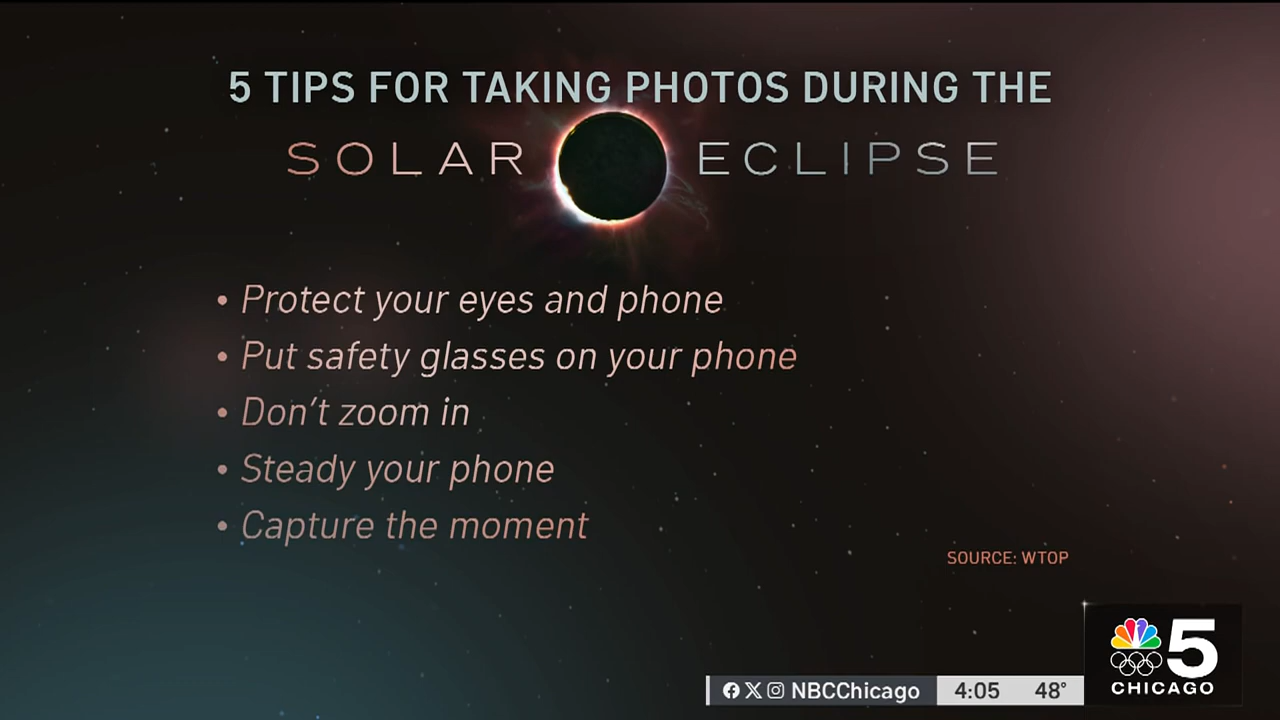 5 TIPS FOR TAKING PHOTOS DURING THE
SOLAR ECLIPSE
• Protect your eyes and phone
• Put safety glasses on your phone
• Don't zoom in
• Steady your phone
• Capture the moment
SOURCE: WTOP
5
CHICAGO
NBCChicago 4:05 48°